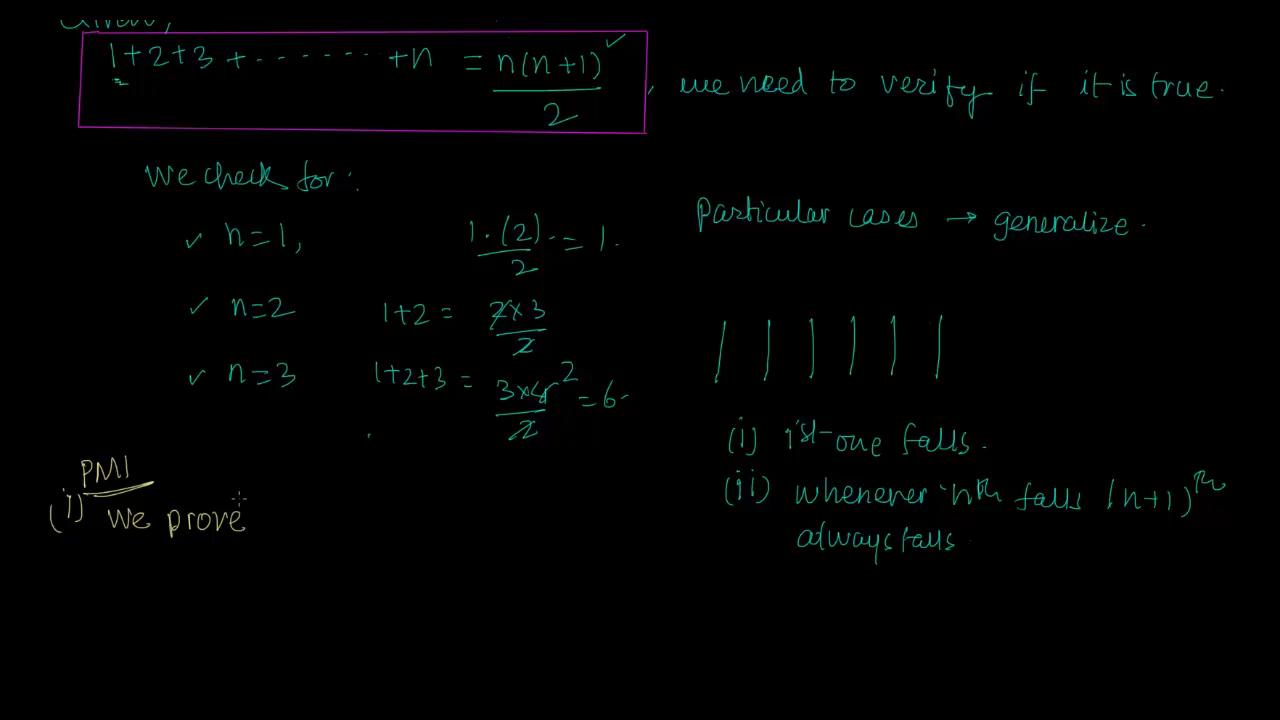 1+2+3+.......+n = n(n+1)/2, we need to verify if it is true.
We check for:
✓ n=1, 1.(2)/2 = 1.
✓ n=2 1+2 = 2×3/2
✓ n=3 1+2+3 = 3×4 2/2 = 6.
Particular cases → generalize.
(i) 1st one falls.
(ii) whenever nth falls (n+1)th
always falls
PMI
(i) We prove